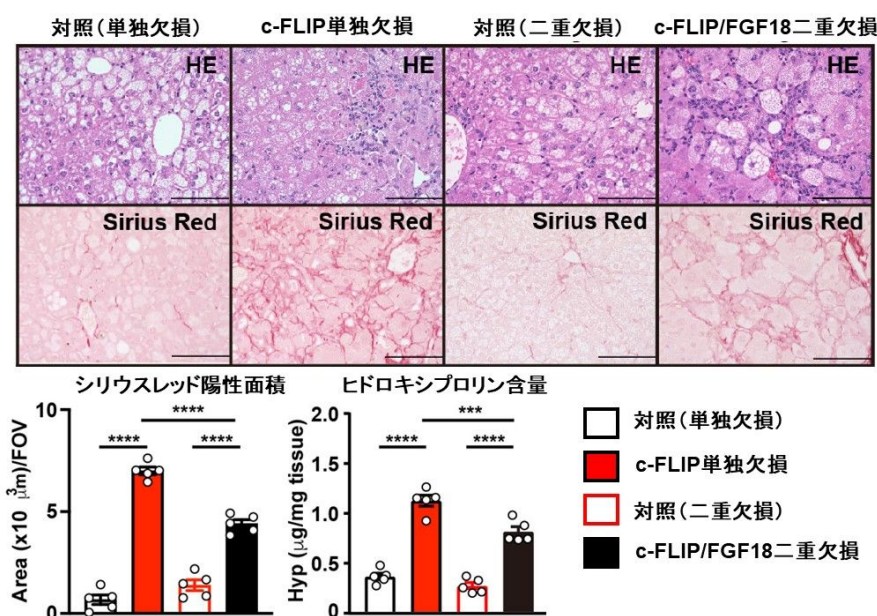 対照(単独欠損)
c-FLIP単独欠損
対照(二重欠損)
c-FLIP/FGF18二重欠損
HE
HE
HE
HE
Sirius Red
Sirius Red
Sirius Red
Sirius Red
シリウスレッド陽性面積
Area (x10 ³μm)/FOV
10
5
0
****
****
****
ヒドロキシプロリン含量
Hyp (μg/mg tissue)
2.0
1.5
1.0
0.5
0
***
****
****
対照(単独欠損)
c-FLIP単独欠損
対照(二重欠損)
c-FLIP/FGF18二重欠損